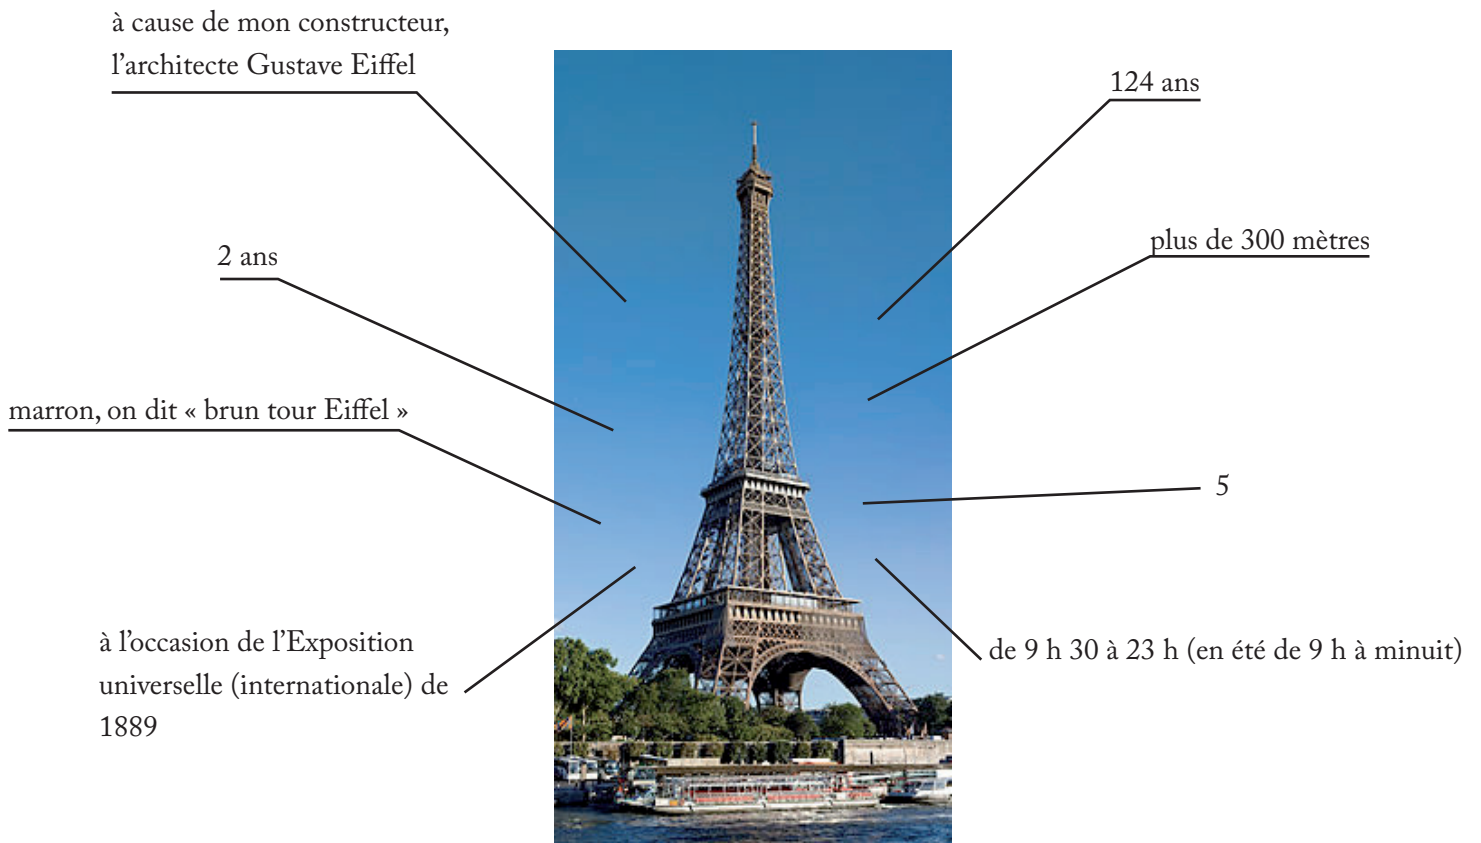 à cause de mon constructeur,
l'architecte Gustave Eiffel
124 ans
plus de 300 mètres
2 ans
marron, on dit « brun tour Eiffel »
5
à l'occasion de l'Exposition
universelle (internationale) de
1889
de 9 h 30 à 23 h (en été de 9 h à minuit)